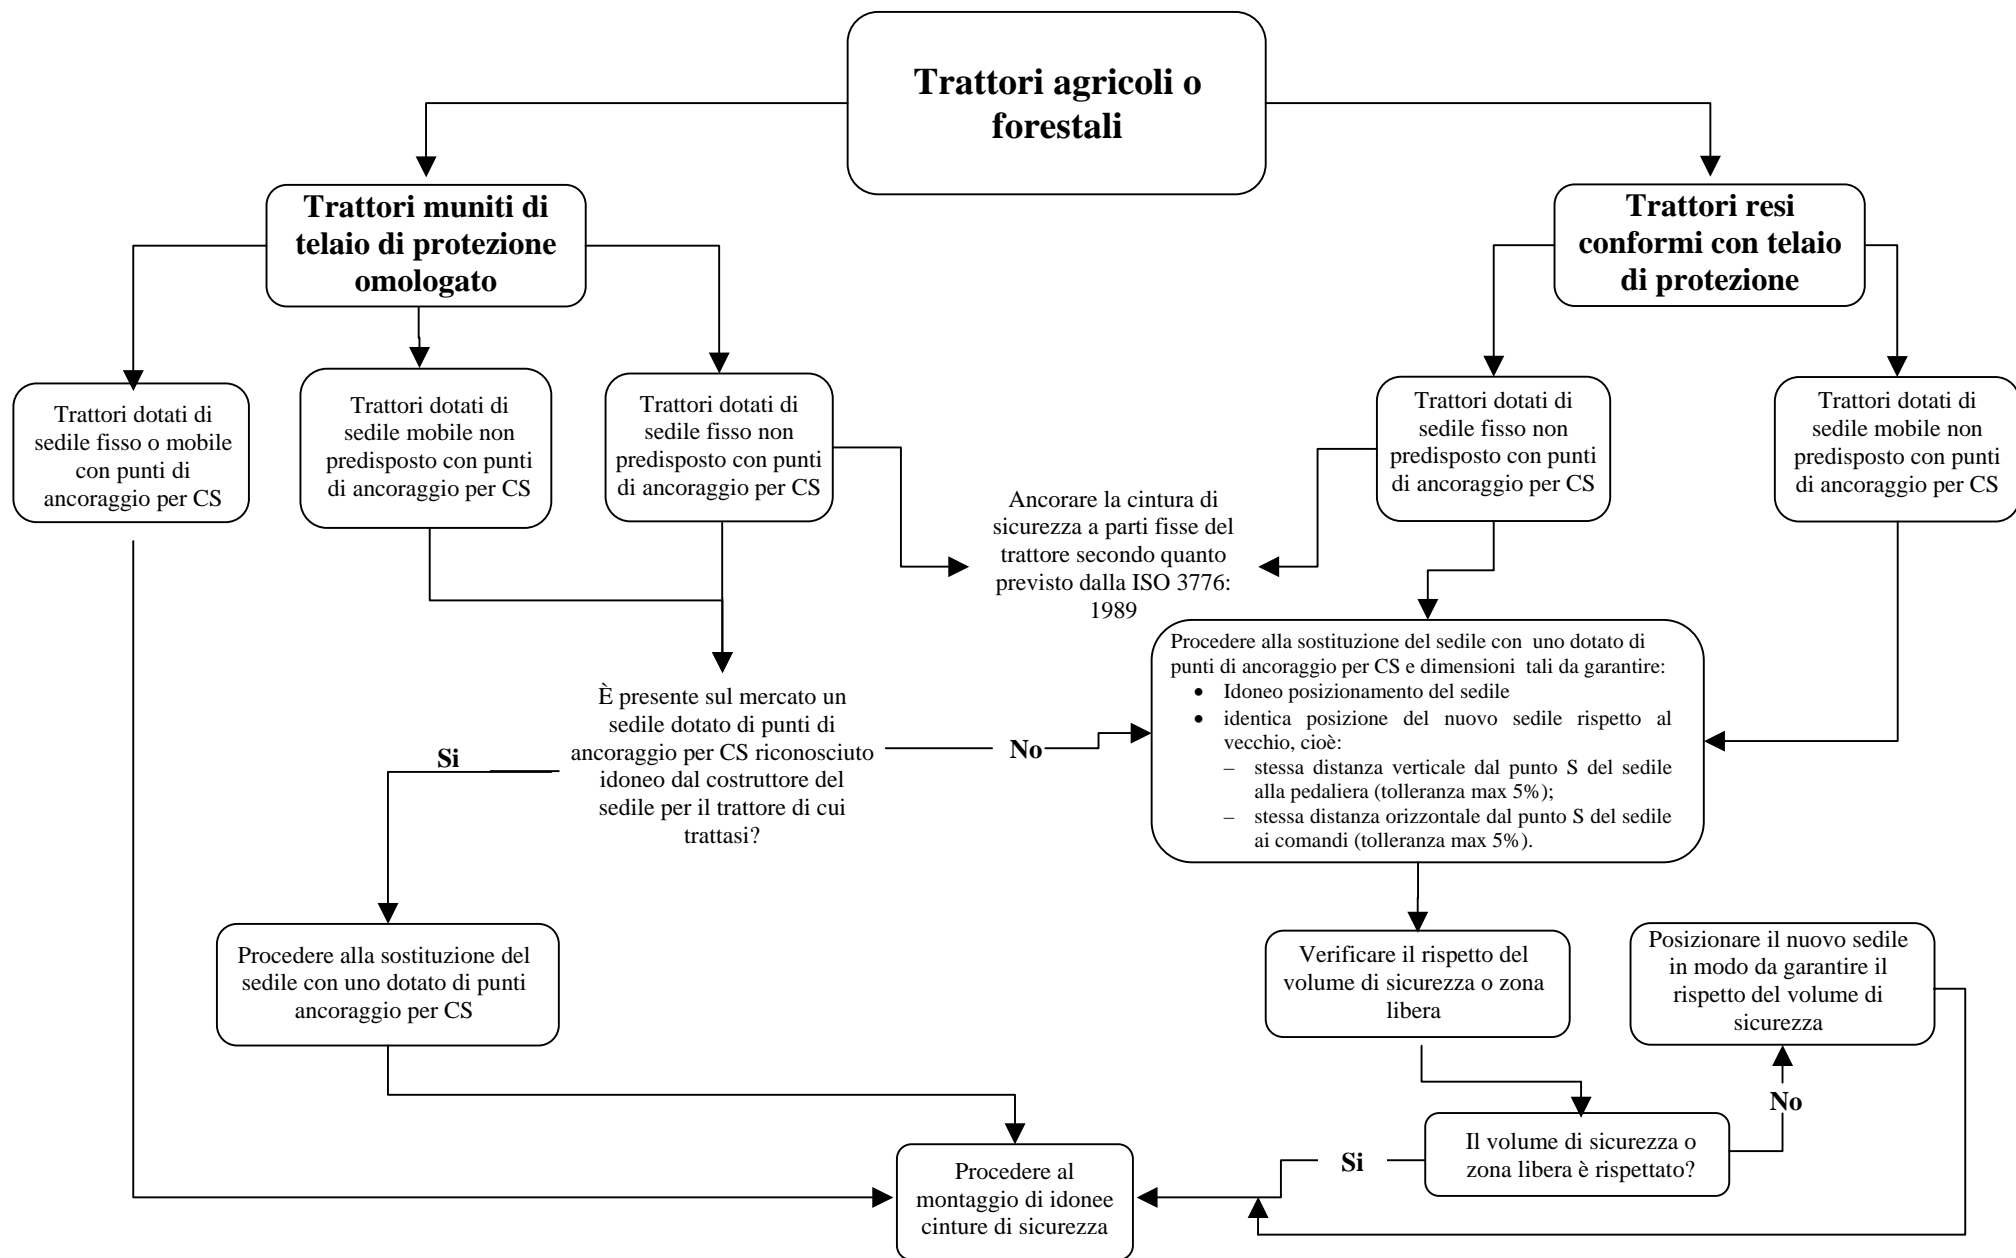 Trattori agricoli o
forestali
Trattori muniti di
telaio di protezione
omologato
Trattori resi
conformi con telaio
di protezione
Trattori dotati di
sedile fisso o mobile
con punti di
ancoraggio per CS
Trattori dotati di
sedile mobile non
predisposto con punti
di ancoraggio per CS
Trattori dotati di
sedile fisso non
predisposto con punti
di ancoraggio per CS
Ancorare la cintura di
sicurezza a parti fisse del
trattore secondo quanto
previsto dalla ISO 3776:
1989
Trattori dotati di
sedile fisso non
predisposto con punti
di ancoraggio per CS
Trattori dotati di
sedile mobile non
predisposto con punti
di ancoraggio per CS
È presente sul mercato un
sedile dotato di punti di
ancoraggio per CS riconosciuto
idoneo dal costruttore del
sedile per il trattore di cui
trattasi?
Si
No
Procedere alla sostituzione del sedile con uno dotato di
punti di ancoraggio per CS e dimensioni tali da garantire:
• Idoneo posizionamento del sedile
• identica posizione del nuovo sedile rispetto al
vecchio, cioè:
– stessa distanza verticale dal punto S del sedile
alla pedaliera (tolleranza max 5%);
– stessa distanza orizzontale dal punto S del sedile
ai comandi (tolleranza max 5%).
Procedere alla sostituzione del
sedile con uno dotato di punti
ancoraggio per CS
Verificare il rispetto del
volume di sicurezza o zona
libera
Posizionare il nuovo sedile
in modo da garantire il
rispetto del volume di
sicurezza
No
Il volume di sicurezza o
zona libera è rispettato?
Si
Procedere al
montaggio di idonee
cinture di sicurezza